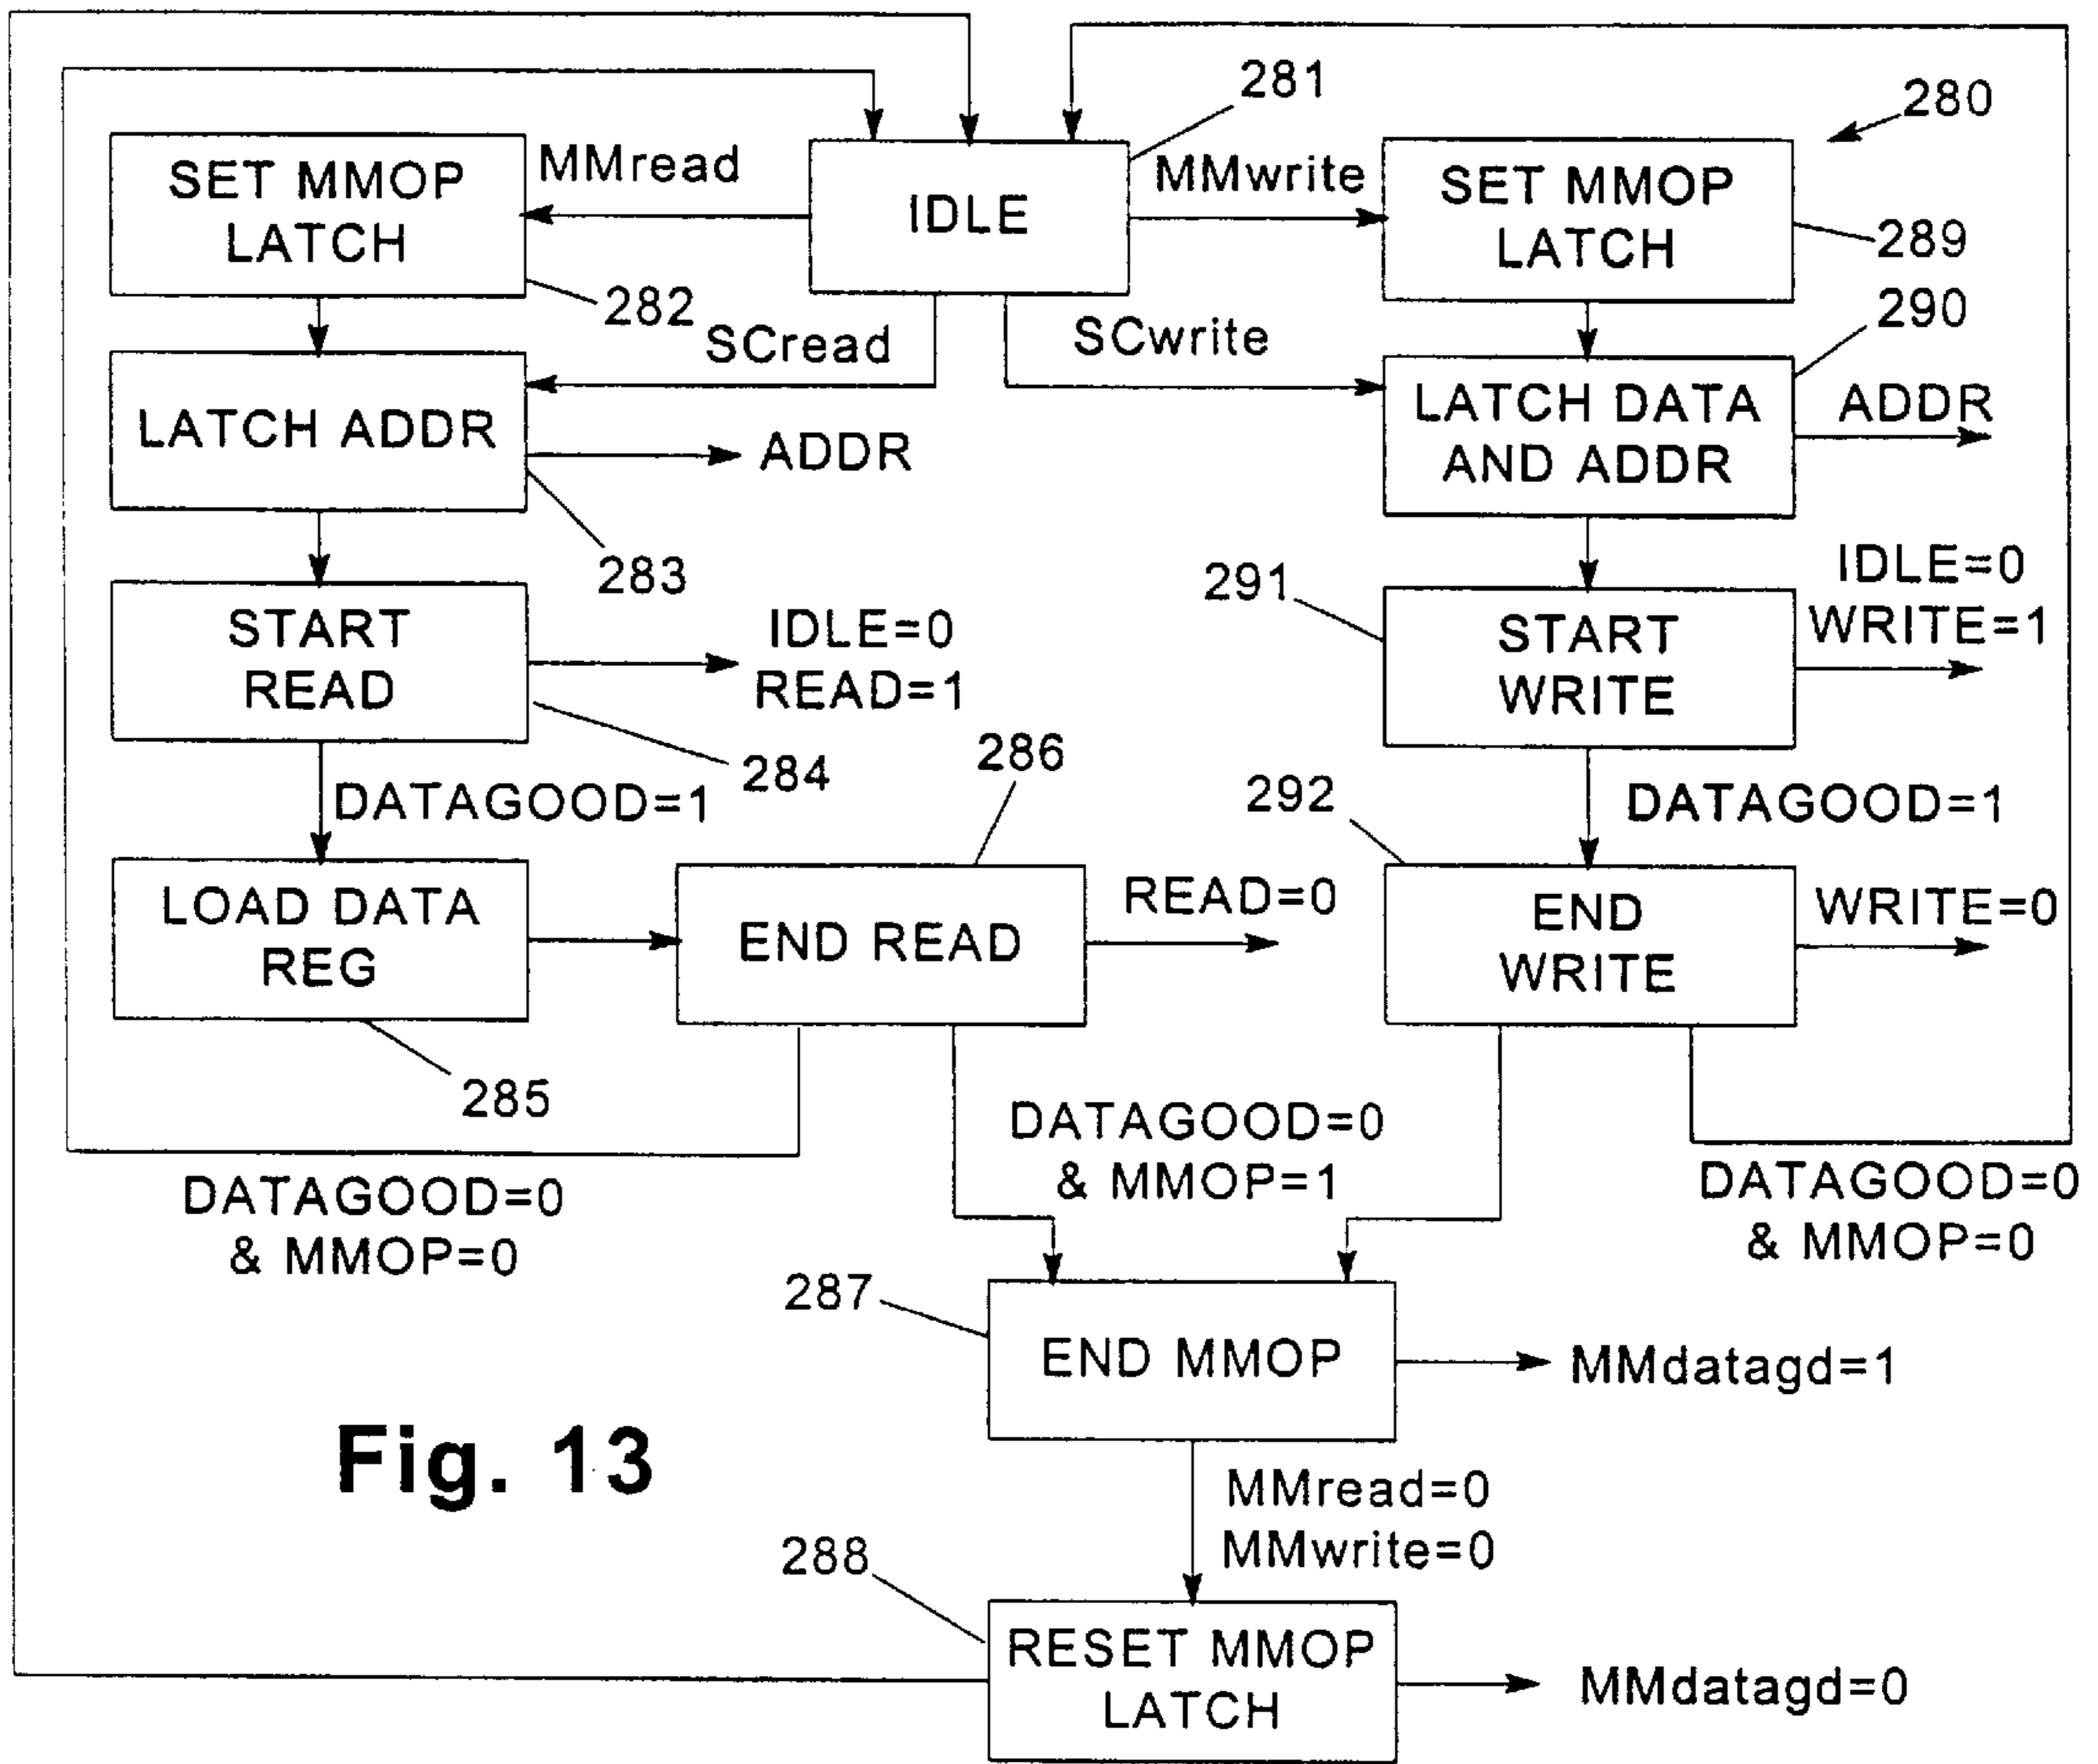 281
280
SET MMOP
LATCH
MMread
IDLE
MMwrite
SET MMOP
LATCH
289
282
290
SCread
SCwrite
LATCH ADDR
ADDR
LATCH DATA
AND ADDR
ADDR
283
START
READ
IDLE=0
READ=1
291
START
WRITE
IDLE=0
WRITE=1
284
DATAGOOD=1
286
292
DATAGOOD=1
LOAD DATA
REG
END READ
READ=0
END
WRITE
WRITE=0
285
DATAGOOD=0
& MMOP=0
DATAGOOD=0
& MMOP=1
DATAGOOD=0
& MMOP=0
287
END MMOP
MMdatagd=1
Fig. 13
MMread=0
MMwrite=0
288
RESET MMOP
LATCH
MMdatagd=0